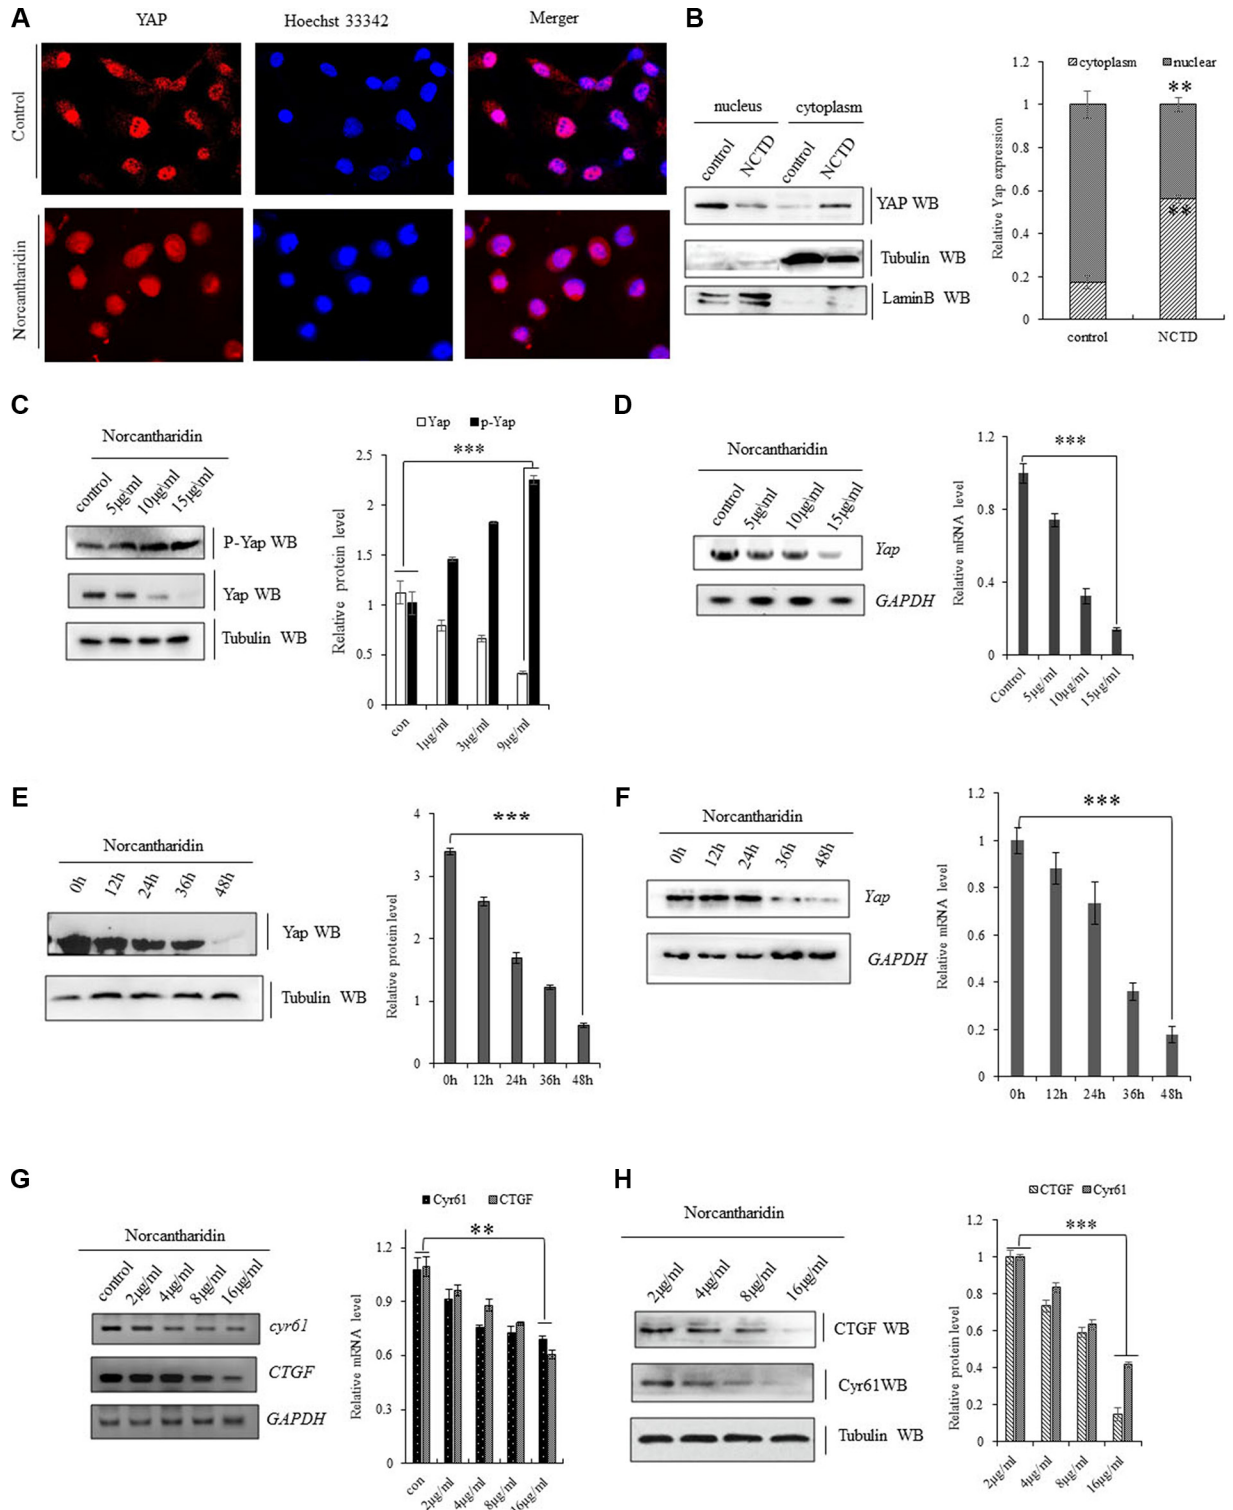 A
YAP
Hoechst 33342
Merger
Control
Norcantharidin
B
nucleus
cytoplasm
control
NCTD
control
NCTD
YAP WB
Tubulin WB
LaminB WB
cytoplasm
nuclear
Relative Yap expression
1.2
1
0.8
0.6
0.4
0.2
0
**
**
control
NCTD
C
Norcantharidin
control
5μg\ml
10μg\ml
15μg\ml
P-Yap WB
Yap WB
Tubulin WB
Yap
p-Yap
***
Relative protein level
2.5
2
1.5
1
0.5
0
con
1μg/ml
3μg/ml
9μg/ml
D
Norcantharidin
control
5μg\ml
10μg\ml
15μg\ml
Yap
GAPDH
***
Relative mRNA level
1.2
0.8
0.4
0
Control
5μg/ml
10μg/ml
15μg/ml
E
Norcantharidin
0h
12h
24h
36h
48h
Yap WB
Tubulin WB
***
Relative protein level
4
3
2
1
0
0h
12h
24h
36h
48h
F
Norcantharidin
0h
12h
24h
36h
48h
Yap
GAPDH
***
Relative mRNA level
1.2
1
0.8
0.6
0.4
0.2
0
0h
12h
24h
36h
48h
G
Norcantharidin
control
2μg/ml
4μg/ml
8μg/ml
16μg/ml
cyr61
CTGF
GAPDH
Cyr61
CTGF
**
Relative mRNA level
1.2
0.9
0.6
0.3
0
con
2μg/ml
4μg/ml
8μg/ml
16μg/ml
H
Norcantharidin
2μg/ml
4μg/ml
8μg/ml
16μg/ml
CTGF WB
Cyr61WB
Tubulin WB
CTGF
Cyr61
***
Relative protein level
1.2
1
0.8
0.6
0.4
0.2
0
2μg/ml
4μg/ml
8μg/ml
16μg/ml